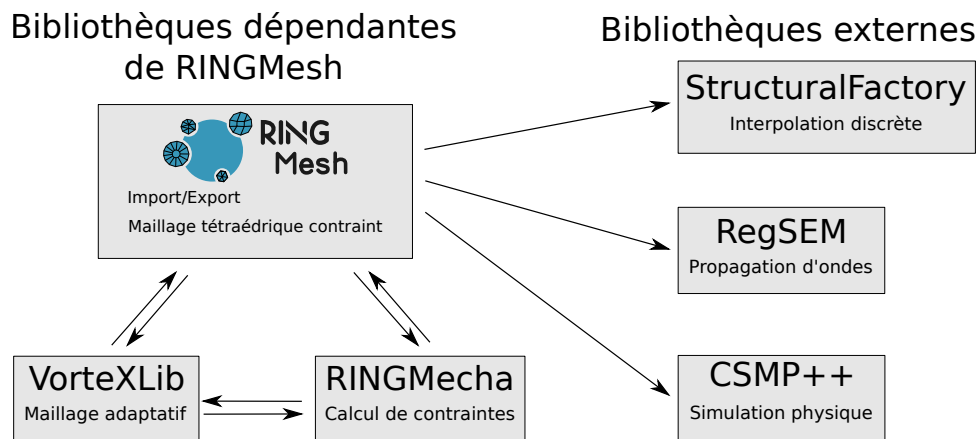 Bibliothèques dépendantes
de RINGMesh
Bibliothèques externes
RING
Mesh
Import/Export
Maillage tétraédrique contraint
StructuralFactory
Interpolation discrète
RegSEM
Propagation d'ondes
VorteXLib
Maillage adaptatif
RINGMecha
Calcul de contraintes
CSMP++
Simulation physique